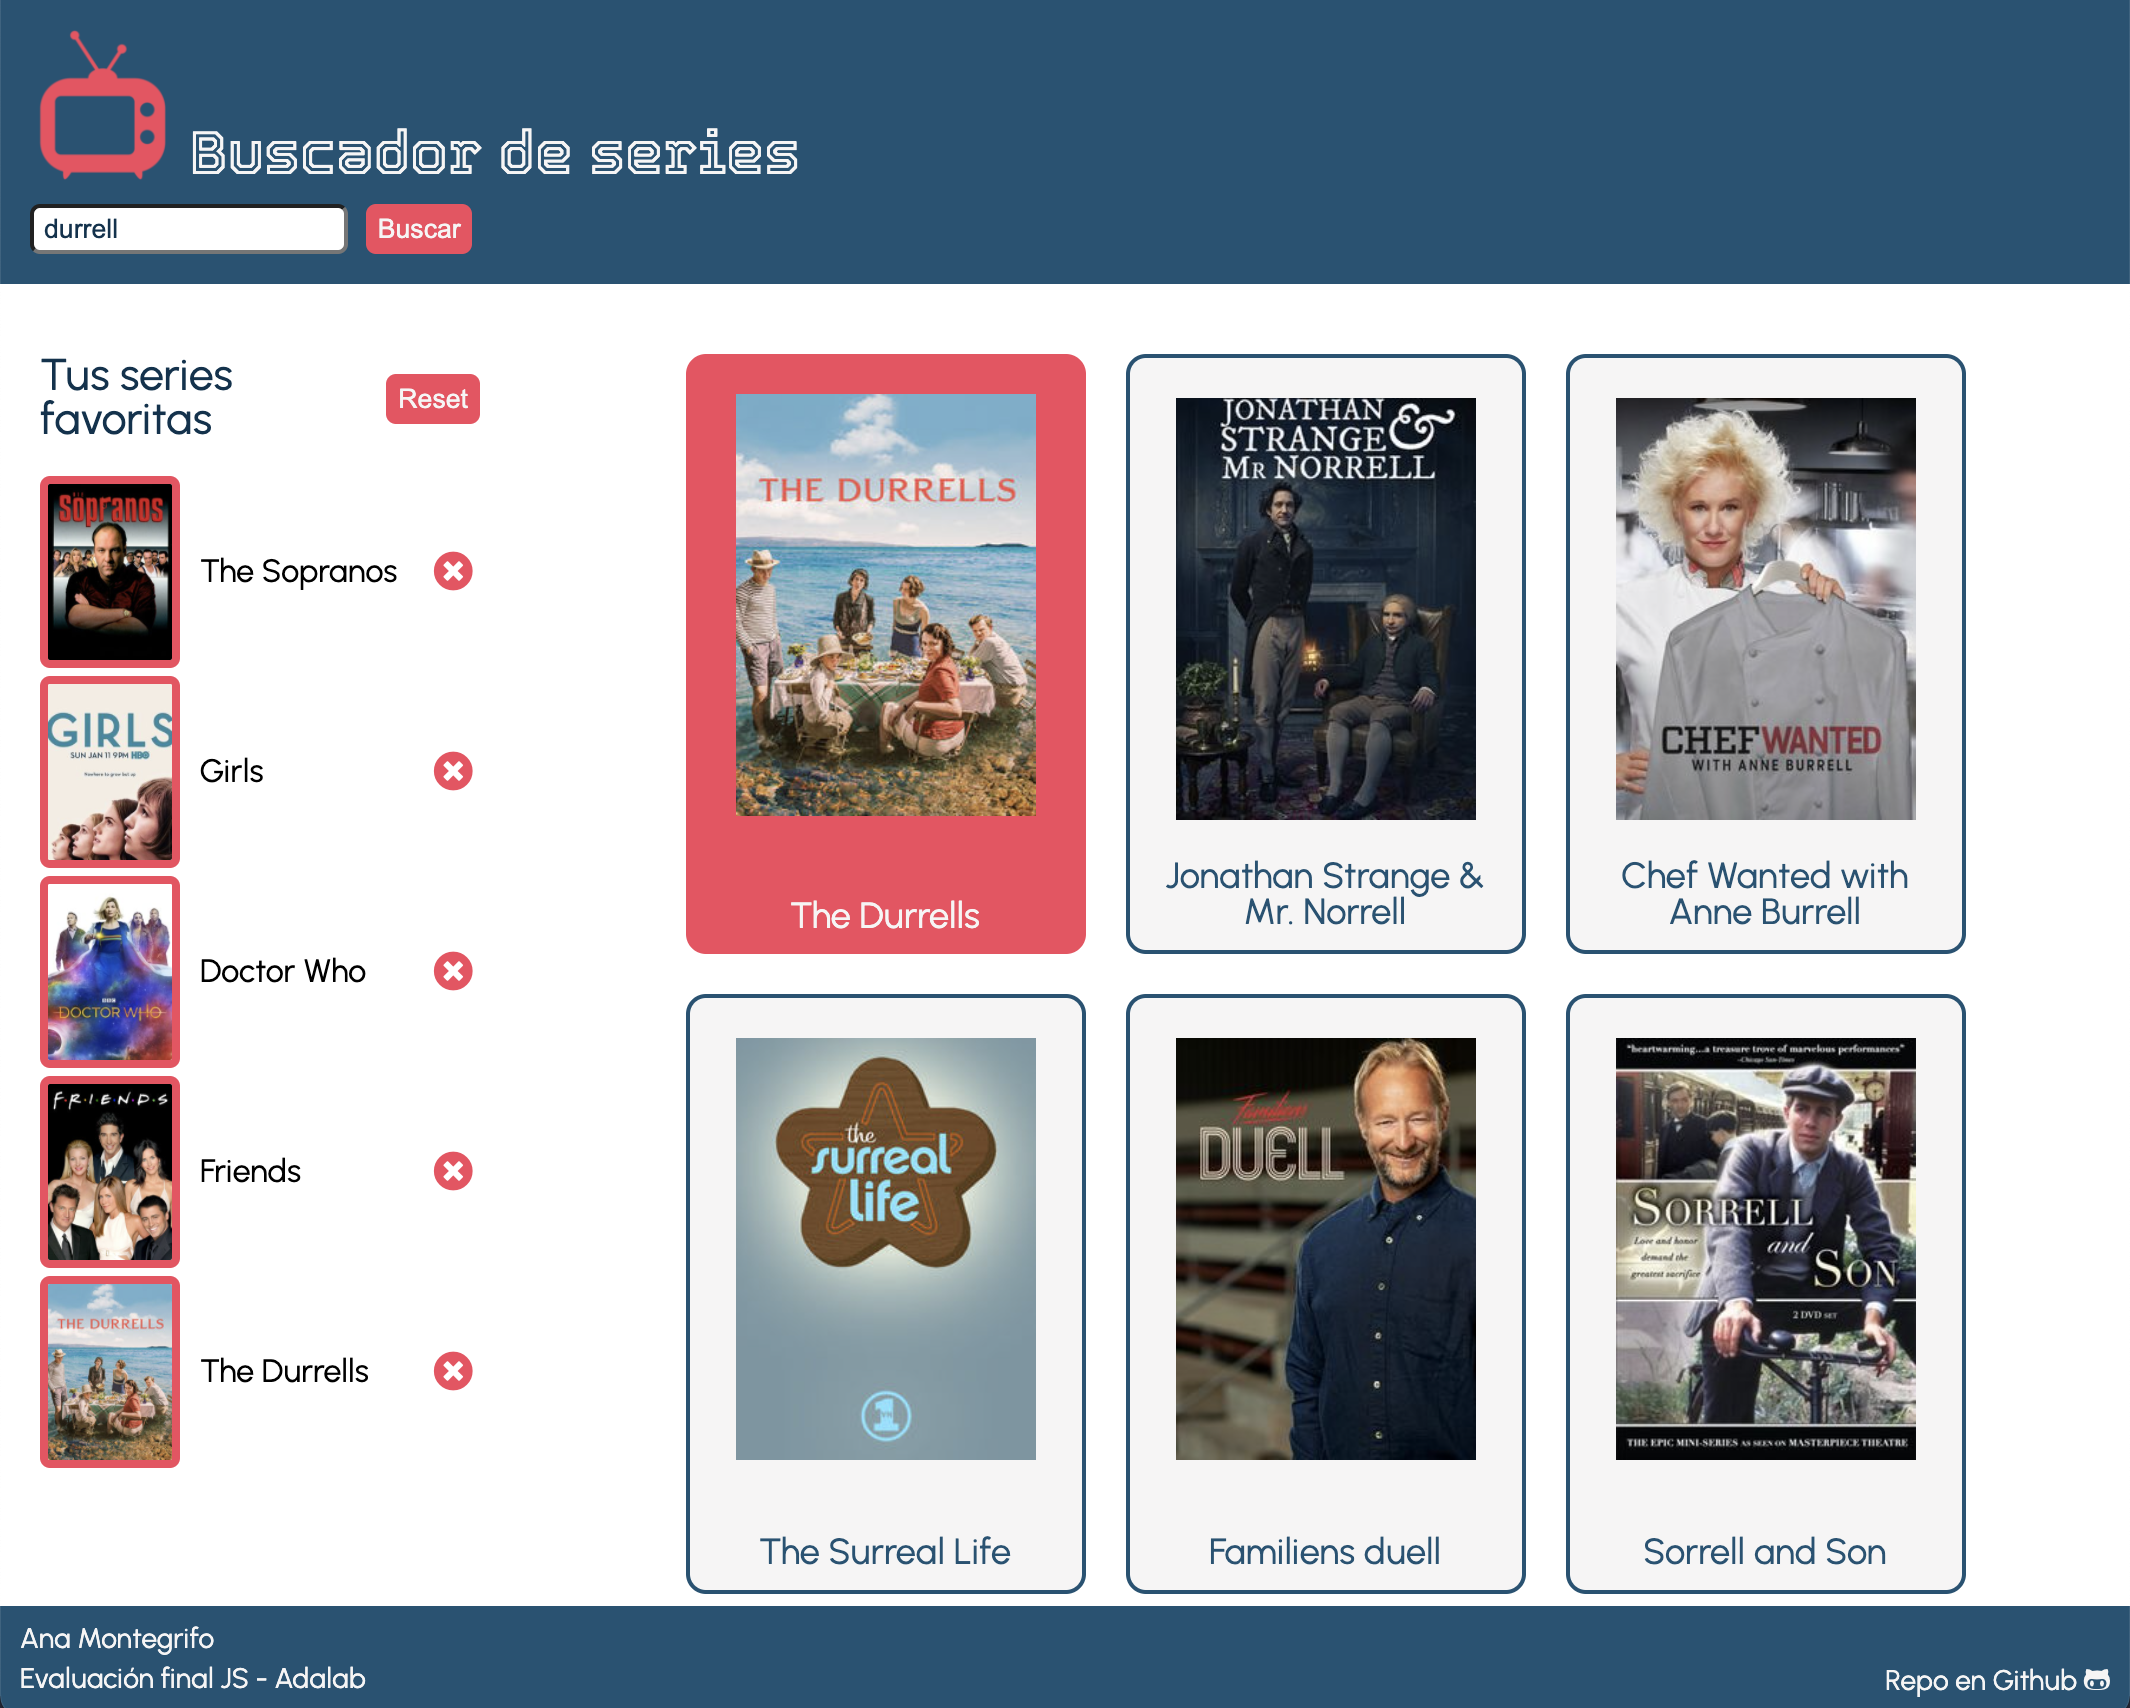 Buscador de series
durrell
Buscar
Tus series
favoritas
Reset
Sopranos
The Sopranos
GIRLS
SUN JAN 11 9PM HBO
Girls
DOCTOR WHO
Doctor Who
F·R·I·E·N·D·S
Friends
THE DURRELLS
The Durrells
THE DURRELLS
The Durrells
JONATHAN
STRANGE &
MR NORRELL
Jonathan Strange &
Mr. Norrell
CHEF WANTED
WITH ANNE BURRELL
Chef Wanted with
Anne Burrell
the
surreal
life
1
The Surreal Life
Familiens
DUELL
Familiens duell
"heartwarming...a treasure trove of marvelous performances"
-Chicago Sun-Times
SORRELL
and
SON
Love and honor
demand the
greatest sacrifice
2 DVD SET
THE EPIC MINI-SERIES AS SEEN ON MASTERPIECE THEATRE
Sorrell and Son
Ana Montegrifo
Evaluación final JS - Adalab
Repo en Github